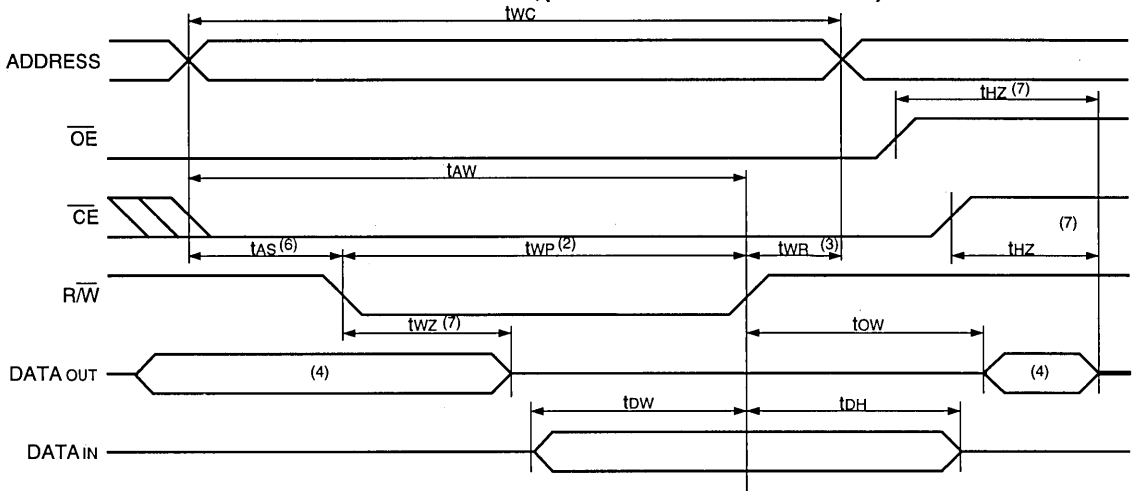 tWC
ADDRESS
tHZ (7)
OE
tAW
CE
tAS (6)
tWP (2)
tWR (3)
(7)
tHZ
R/W
tWZ (7)
tOW
DATA OUT
(4)
(4)
tDW
tDH
DATA IN